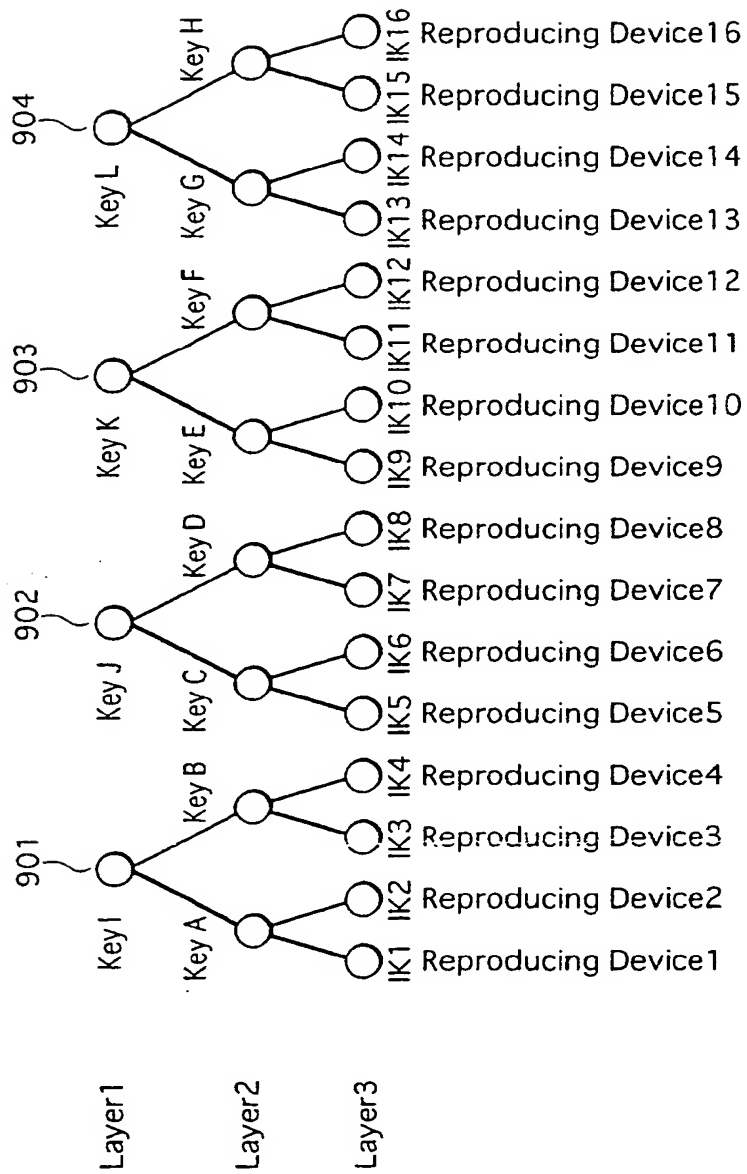 901 902 903 904
Layer1 Key I Key J Key K Key L
Key A Key B Key C Key D Key E Key F Key G Key H
Layer2
Layer3
IK1 IK2 IK3 IK4 IK5 IK6 IK7 IK8 IK9 IK10 IK11 IK12 IK13 IK14 IK15 IK16
Reproducing Device1
Reproducing Device2
Reproducing Device3
Reproducing Device4
Reproducing Device5
Reproducing Device6
Reproducing Device7
Reproducing Device8
Reproducing Device9
Reproducing Device10
Reproducing Device11
Reproducing Device12
Reproducing Device13
Reproducing Device14
Reproducing Device15
Reproducing Device16